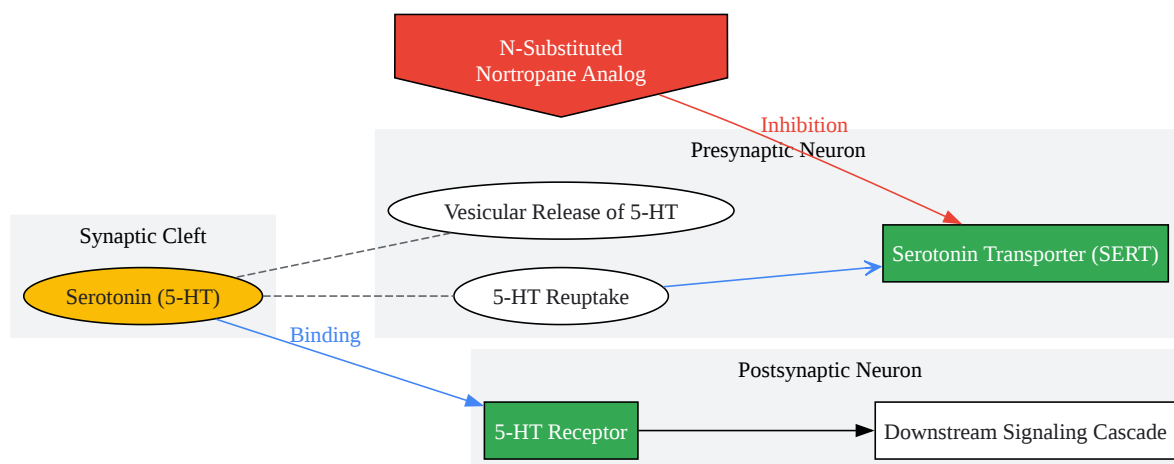 N-Substituted
Nortropane Analog
Inhibition
Presynaptic Neuron
Vesicular Release of 5-HT
Synaptic Cleft
Serotonin Transporter (SERT)
Serotonin (5-HT)
5-HT Reuptake
Binding
Postsynaptic Neuron
5-HT Receptor
Downstream Signaling Cascade